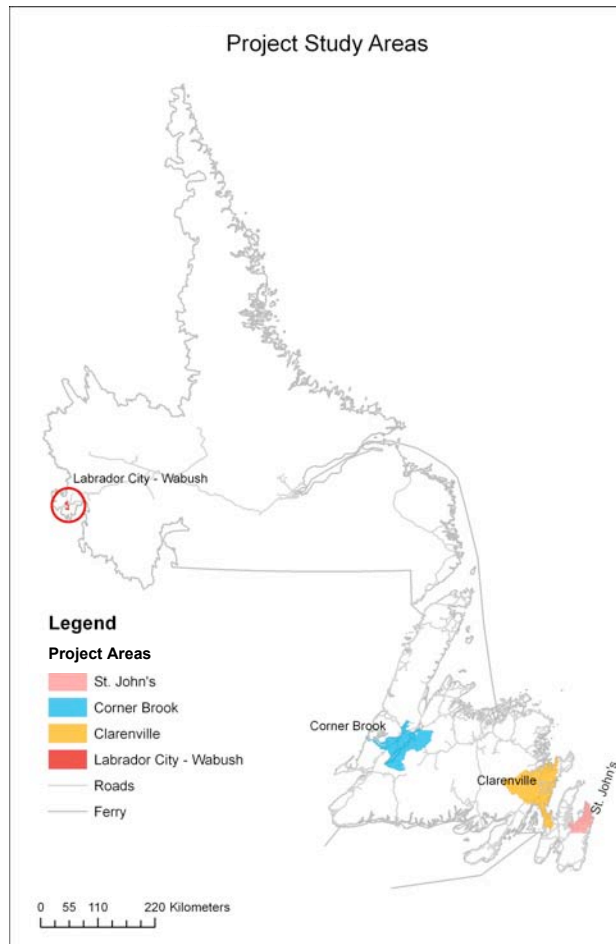 Project Study Areas
Labrador City - Wabush
Legend
Project Areas
St. John's
Corner Brook
Clarenville
Labrador City - Wabush
Roads
Ferry
Corner Brook
Clarenville
St. John's
0 55 110 220 Kilometers